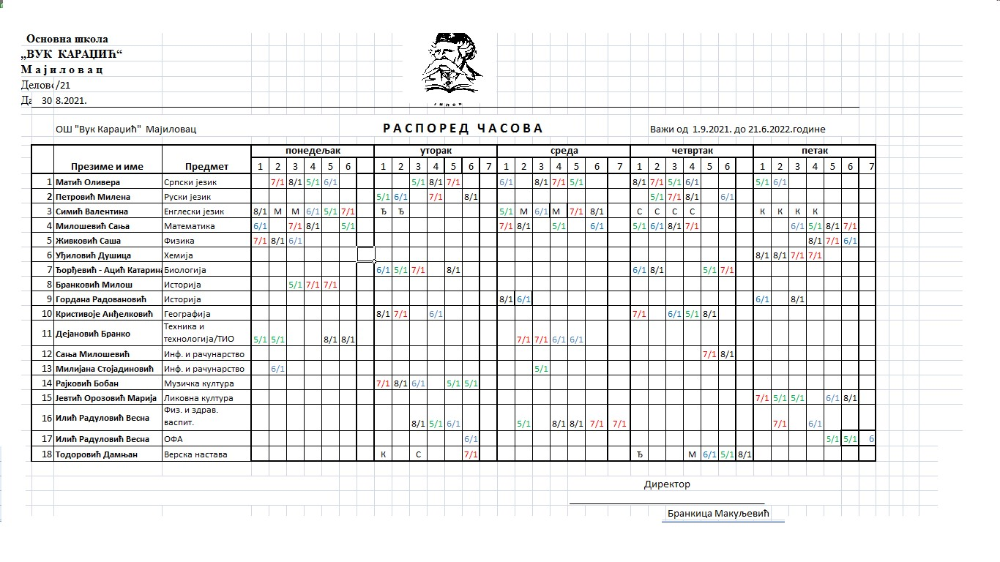 Основна школа
„ВУК КАРАЏИЋ“
Мајиловац
Делово /21
Да 30 8.2021.
ОШ "Вук Караџић" Мајиловац РАСПОРЕД ЧАСОВА Важи од 1.9.2021. до 21.6.2022.године
понедељак уторак среда четвртак петак
Презиме и име Предмет 1 2 3 4 5 6 1 2 3 4 5 6 7 1 2 3 4 5 6 7 1 2 3 4 5 6 1 2 3 4 5 6 7
1 Матић Оливера Српски језик 7/1 8/1 5/1 6/1 5/1 8/1 7/1 6/1 8/1 7/1 5/1 8/1 7/1 5/1 6/1 5/1 6/1
2 Петровић Милена Руски језик 5/1 6/1 7/1 8/1 5/1 7/1 8/1 6/1
3 Симић Валентина Енглески језик 8/1 М М 6/1 5/1 7/1 Ђ Ђ 5/1 М 6/1 М 7/1 8/1 С С С С К К К К
4 Милошевић Сања Математика 6/1 7/1 8/1 5/1 7/1 8/1 5/1 6/1 5/1 6/1 8/1 7/1 6/1 5/1 8/1 7/1
5 Живковић Саша Физика 7/1 8/1 6/1 8/1 7/1 6/1
6 Уђиловић Душица Хемија 8/1 8/1 7/1 7/1
7 Ђорђевић - Ацић Катарина Биологија 6/1 5/1 7/1 8/1 6/1 8/1 5/1 7/1
8 Бранковић Милош Историја 5/1 7/1 7/1
9 Гордана Радовановић Историја 8/1 6/1 6/1 8/1
10 Кристивоје Анђелковић Географија 8/1 7/1 6/1 7/1 6/1 5/1 8/1
Техника и
11 Дејановић Бранко технологија/ТИО 5/1 5/1 8/1 8/1 7/1 7/1 6/1 6/1
12 Сања Милошевић Инф. и рачунарство 7/1 8/1
13 Милијана Стојадиновић Инф. и рачунарство 6/1 5/1
14 Рајковић Бобан Музичка култура 7/1 8/1 6/1 5/1 5/1
15 Јевтић Орозовић Марија Ликовна култура 7/1 5/1 5/1 6/1 8/1
Физ. и здрав.
16 Илић Радуловић Весна васпит. 8/1 5/1 6/1 5/1 8/1 8/1 7/1 7/1 7/1 6/1
17 Илић Радуловић Весна ОФА 6/1 5/1 5/1 6
18 Тодоровић Дамњан Верска настава К С 7/1 Ђ М 6/1 5/1 8/1
Директор
Бранкица Макуљевић